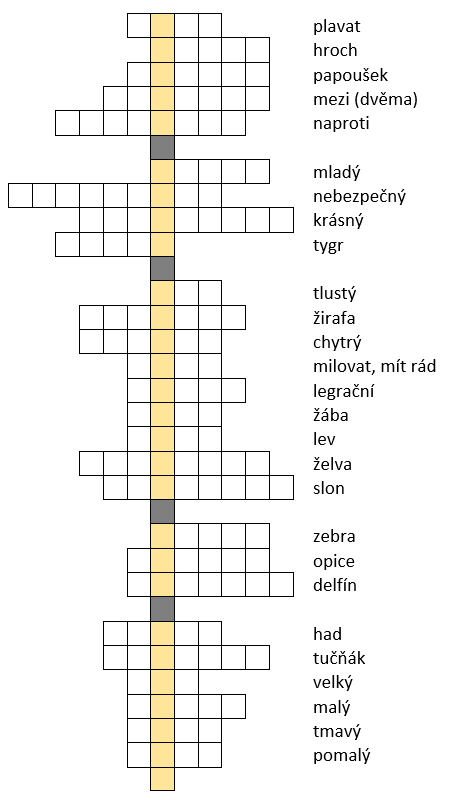 plavat
hroch
papoušek
mezi (dvěma)
naproti
mladý
nebezpečný
krásný
tygr
tlustý
žirafa
chytrý
milovat, mít rád
legrační
žába
lev
želva
slon
zebra
opice
delfín
had
tučňák
velký
malý
tmavý
pomalý